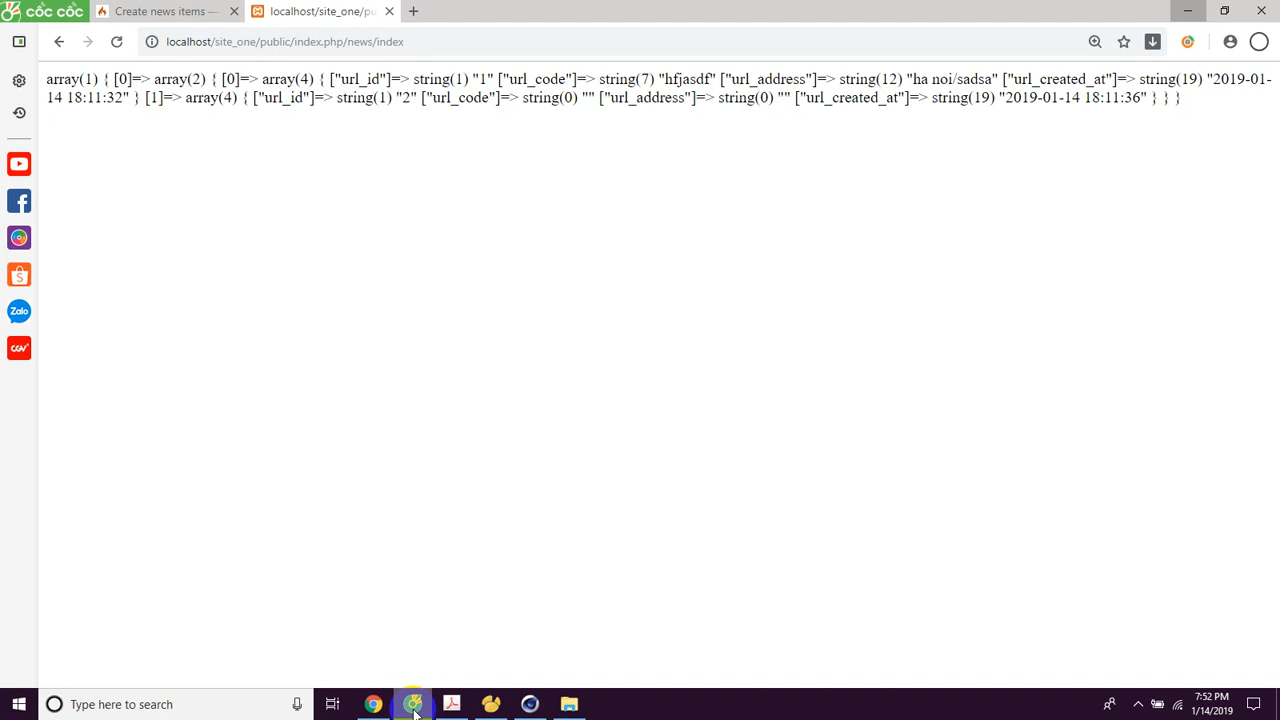 cốc cốc
Create news items —
localhost/site_one/pu
localhost/site_one/public/index.php/news/index
array(1) { [0]=> array(2) { [0]=> array(4) { ["url_id"]=> string(1) "1" ["url_code"]=> string(7) "hfjasdf" ["url_address"]=> string(12) "ha noi/sadsa" ["url_created_at"]=> string(19) "2019-01-
14 18:11:32" } [1]=> array(4) { ["url_id"]=> string(1) "2" ["url_code"]=> string(0) "" ["url_address"]=> string(0) "" ["url_created_at"]=> string(19) "2019-01-14 18:11:36" } } }
Zalo
CGV
Type here to search
7:52 PM
1/14/2019